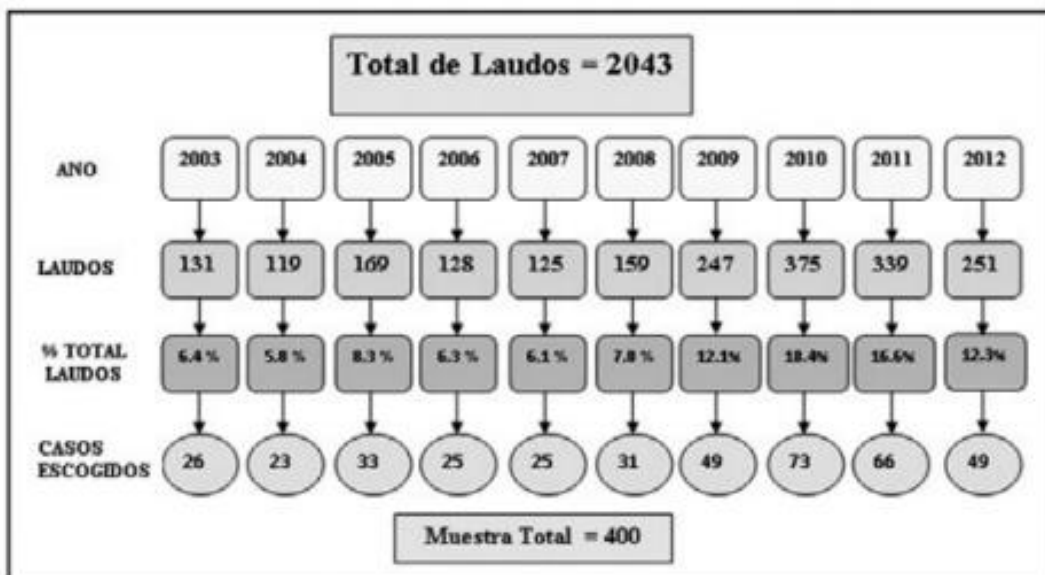 Total de Laudos = 2043
ANO 2003 2004 2005 2006 2007 2008 2009 2010 2011 2012
LAUDOS 131 119 169 128 125 159 247 375 339 251
% TOTAL
LAUDOS
6.4 % 5.8 % 8.3 % 6.3 % 6.1 % 7.8 % 12.1% 18.4% 16.6% 12.3%
CASOS
ESCOGIDOS
26 23 33 25 25 31 49 73 66 49
Muestra Total = 400